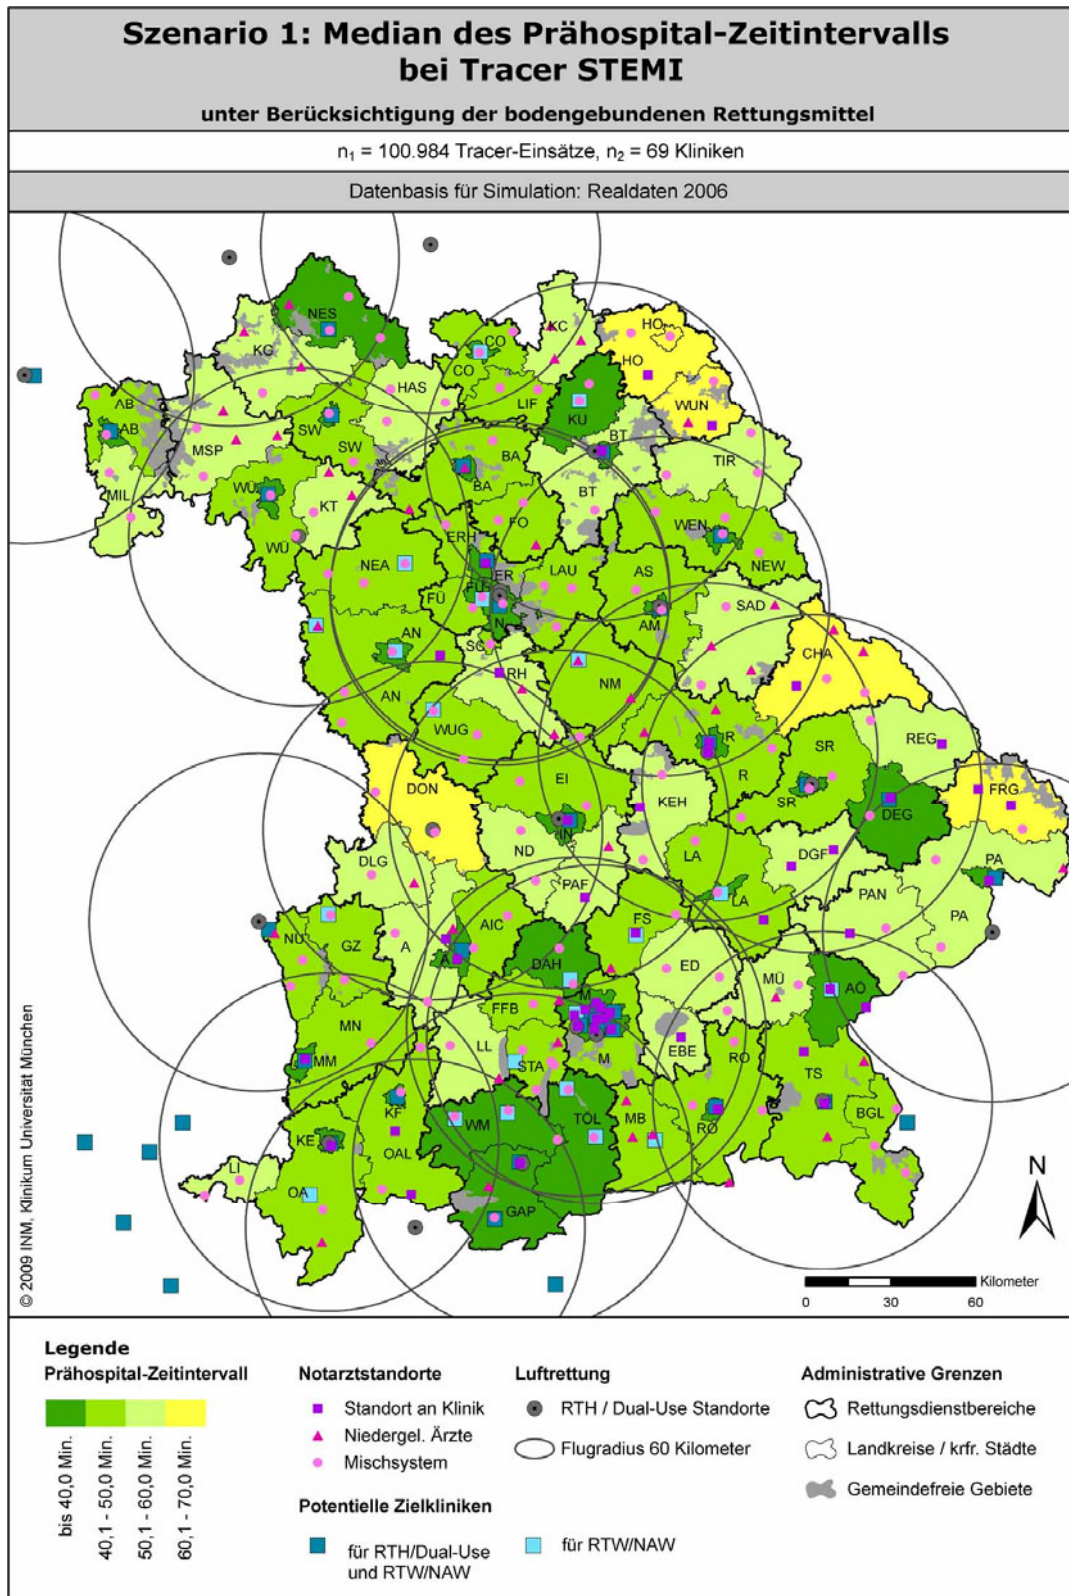 Szenario 1: Median des Prähospital-Zeitintervalls
bei Tracer STEMI
unter Berücksichtigung der bodengebundenen Rettungsmittel
n₁ = 100.984 Tracer-Einsätze, n₂ = 69 Kliniken
Datenbasis für Simulation: Realdaten 2006
NES
KG
CO
CO
KC
HO
HO
HAS
LIF
KU
WUN
AB
AB
SW
SW
MSP
BA
BA
BT
BT
TIR
MIL
WÜ
WÜ
KT
FO
WEN
NEW
ERH
ER
NEA
FÜ
FÜ
N
LAU
AS
AM
SAD
AN
AN
SC
RH
NM
CHA
WUG
R
R
SR
SR
REG
DON
EI
IN
KEH
DEG
FRG
ND
DLG
LA
LA
DGF
PA
PA
PAF
PAN
NU
GZ
A
A
AIC
FS
DAH
ED
MÜ
AÖ
FFB
M
M
EBE
MN
MM
LL
STA
RO
RO
TS
BGL
KF
KE
OAL
WM
TÖL
MB
LI
OA
GAP
N
Kilometer
0 30 60
© 2009 INM, Klinikum Universität München
Legende
Prähospital-Zeitintervall
bis 40,0 Min.
40,1 - 50,0 Min.
50,1 - 60,0 Min.
60,1 - 70,0 Min.
Notarztstandorte
Standort an Klinik
Niedergel. Ärzte
Mischsystem
Potentielle Zielkliniken
für RTH/Dual-Use
und RTW/NAW
für RTW/NAW
Luftrettung
RTH / Dual-Use Standorte
Flugradius 60 Kilometer
Administrative Grenzen
Rettungsdienstbereiche
Landkreise / krfr. Städte
Gemeindefreie Gebiete